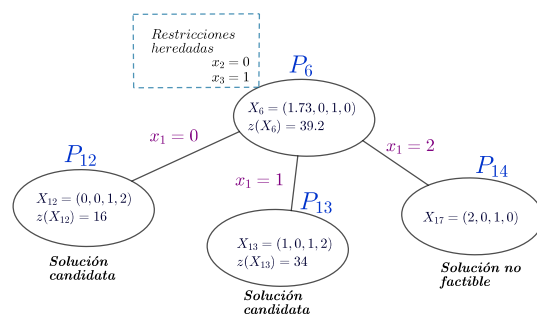 Restricciones
heredadas
x₂ = 0
x₃ = 1
P₆
X₆ = (1.73, 0, 1, 0)
z(X₆) = 39.2
x₁ = 0
x₁ = 1
x₁ = 2
P₁₂
X₁₂ = (0, 0, 1, 2)
z(X₁₂) = 16
Solución
candidata
P₁₃
X₁₃ = (1, 0, 1, 2)
z(X₁₃) = 34
Solución
candidata
P₁₄
X₁₇ = (2, 0, 1, 0)
Solución no
factible